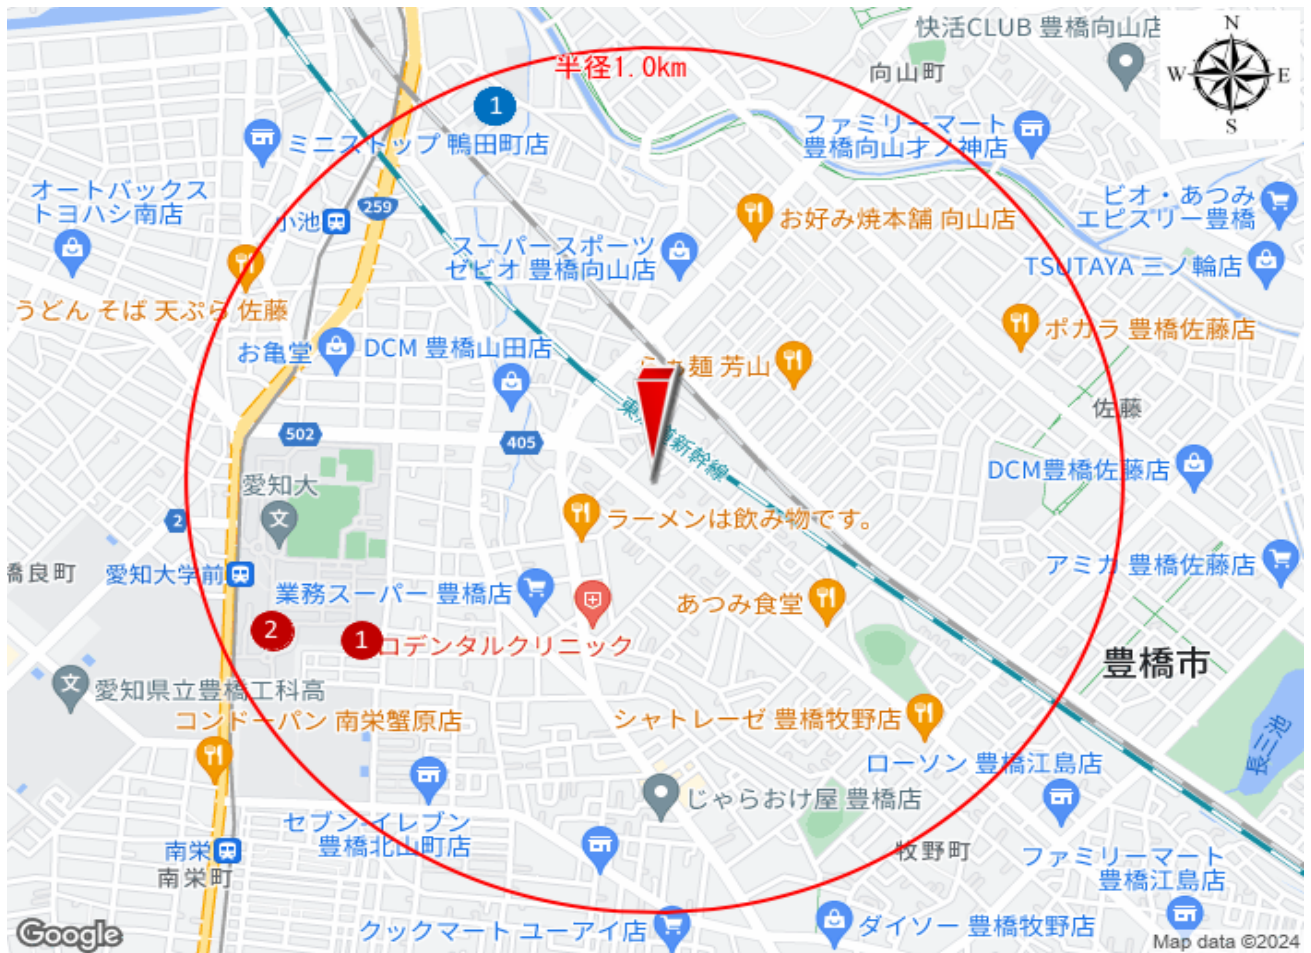 快活CLUB 豊橋向山店
N
W
E
S
半径1.0km
向山町
1
ファミリーマート
豊橋向山才ノ神店
ミニストップ 鴨田町店
オートバックス
トヨハシ南店
259
小池
お好み焼本舗 向山店
ビオ・あつみ
エピスリー豊橋
スーパースポーツ
ゼビオ 豊橋向山店
TSUTAYA 三ノ輪店
うどん そば 天ぷら 佐藤
ポカラ 豊橋佐藤店
お亀堂
DCM 豊橋山田店
麺 芳山
佐藤
502
405
新幹線
DCM豊橋佐藤店
愛知大
文
2
ラーメンは飲み物です。
橋良町
愛知大学前
業務スーパー 豊橋店
アミカ 豊橋佐藤店
あつみ食堂
2
1
ロデンタルクリニック
豊橋市
文
愛知県立豊橋工科高
コンドーパン 南栄蟹原店
シャトレーゼ 豊橋牧野店
長三池
ローソン 豊橋江島店
じゃらおけ屋 豊橋店
セブン-イレブン
豊橋北山町店
南栄
南栄町
牧野町
ファミリーマート
豊橋江島店
クックマート ユーアイ店
ダイソー 豊橋牧野店
Google
Map data ©2024